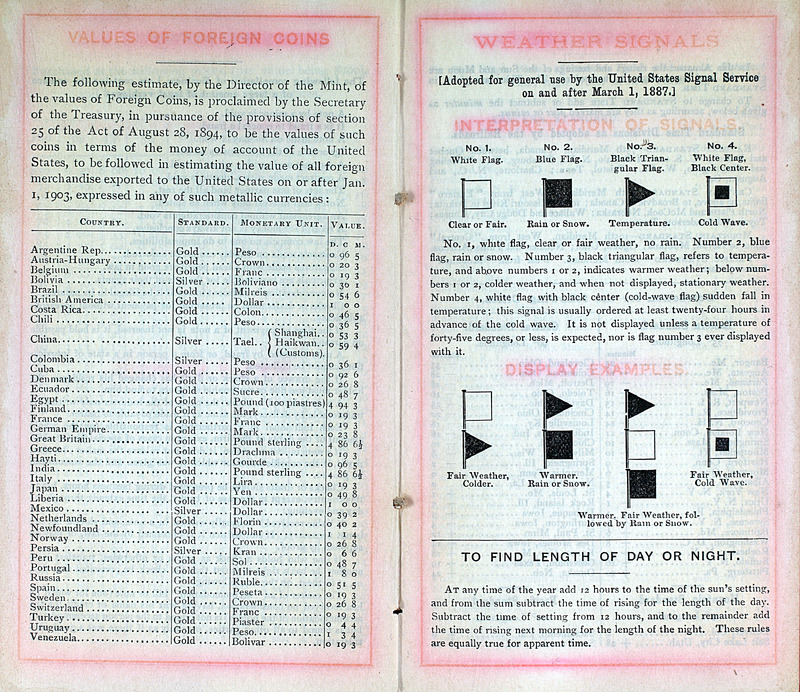 VALUES OF FOREIGN COINS
The following estimate, by the Director of the Mint, of
the values of Foreign Coins, is proclaimed by the Secretary
of the Treasury, in pursuance of the provisions of section
25 of the Act of August 28, 1894, to be the values of such
coins in terms of the money of account of the United
States, to be followed in estimating the value of all foreign
merchandise exported to the United States on or after Jan.
1, 1903, expressed in any of such metallic currencies:
COUNTRY. STANDARD. MONETARY UNIT. VALUE.
D. C M.
Argentine Rep. Gold Peso 0 96 5
Austria-Hungary Gold Crown 0 20 3
Belgium Gold Franc 0 19 3
Bolivia Silver Boliviano 0 36 1
Brazil Gold Milreis 0 54 6
British America Gold Dollar 1 0 0
Costa Rica Gold Colon 0 46 5
Chili Gold Peso 0 36 5
Shanghai. 0 53 3
China Silver Tael Haikwan 0 59 4
(Customs).
Colombia Silver Peso 0 36 1
Cuba Gold Peso 0 92 6
Denmark Gold Crown 0 26 8
Ecuador Gold Sucre 0 48 7
Egypt Gold Pound (100 piastres) 4 94 3
Finland Gold Mark 0 19 3
France Gold Franc 0 19 3
German Empire Gold Mark 0 23 8
Great Britain Gold Pound sterling 4 86 6½
Greece Gold Drachma 0 19 3
Hayti Gold Gourde 0 96 5
India Gold Pound sterling 4 86 6½
Italy Gold Lira 0 19 3
Japan Gold Yen 0 49 8
Liberia Gold Dollar 1 0 0
Mexico Silver Dollar 0 39 2
Netherlands Gold Florin 0 40 2
Newfoundland Gold Dollar 1 1 4
Norway Gold Crown 0 26 8
Persia Silver Kran 0 6 6
Peru Gold Sol 0 48 7
Portugal Gold Milreis 1 8 0
Russia Gold Ruble 0 51 5
Spain Gold Peseta 0 19 3
Sweden Gold Crown 0 26 8
Switzerland Gold Franc 0 19 3
Turkey Gold Piaster 0 4 4
Uruguay Gold Peso 1 3 4
Venezuela Gold Bolivar 0 19 3
WEATHER SIGNALS
[Adopted for general use by the United States Signal Service
on and after March 1, 1887.]
INTERPRETATION OF SIGNALS.
No. 1. No. 2. No. 3. No. 4.
White Flag. Blue Flag. Black Trian- White Flag,
gular Flag. Black Center.
Clear or Fair. Rain or Snow. Temperature. Cold Wave.
No. 1, white flag, clear or fair weather, no rain. Number 2, blue
flag, rain or snow. Number 3, black triangular flag, refers to tempera-
ture, and above numbers 1 or 2, indicates warmer weather; below num-
bers 1 or 2, colder weather, and when not displayed, stationary weather.
Number 4, white flag with black center (cold-wave flag) sudden fall in
temperature; this signal is usually ordered at least twenty-four hours in
advance of the cold wave. It is not displayed unless a temperature of
forty-five degrees, or less, is expected, nor is flag number 3 ever displayed
with it.
DISPLAY EXAMPLES.
Fair Weather, Warmer. Fair Weather,
Colder. Rain or Snow. Cold Wave.
Warmer. Fair Weather, fol-
lowed by Rain or Snow.
TO FIND LENGTH OF DAY OR NIGHT.
AT any time of the year add 12 hours to the time of the sun's setting,
and from the sum subtract the time of rising for the length of the day.
Subtract the time of setting from 12 hours, and to the remainder add
the time of rising next morning for the length of the night. These rules
are equally true for apparent time.